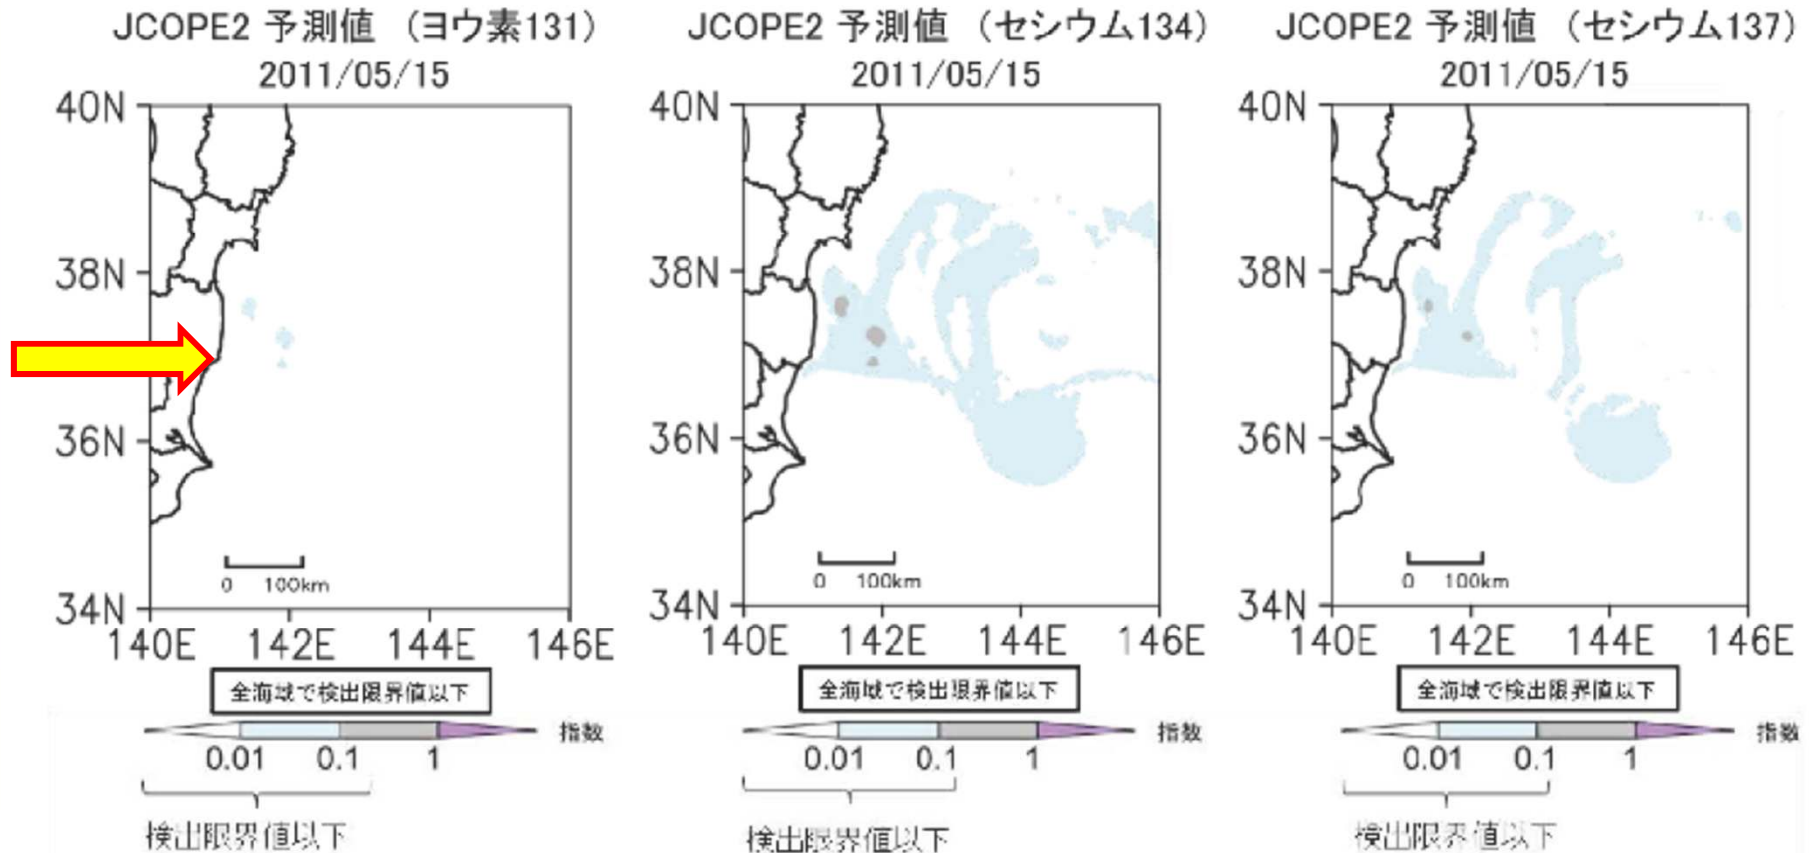 JCOPE2 予測値 （ヨウ素131）
2011/05/15
40N
38N
36N
34N
140E 142E 144E 146E
0 100km
全海域で検出限界値以下
0.01 0.1 1 指数
検出限界値以下
JCOPE2 予測値 （セシウム134）
2011/05/15
40N
38N
36N
34N
140E 142E 144E 146E
0 100km
全海域で検出限界値以下
0.01 0.1 1 指数
検出限界値以下
JCOPE2 予測値 （セシウム137）
2011/05/15
40N
38N
36N
34N
140E 142E 144E 146E
0 100km
全海域で検出限界値以下
0.01 0.1 1 指数
検出限界値以下